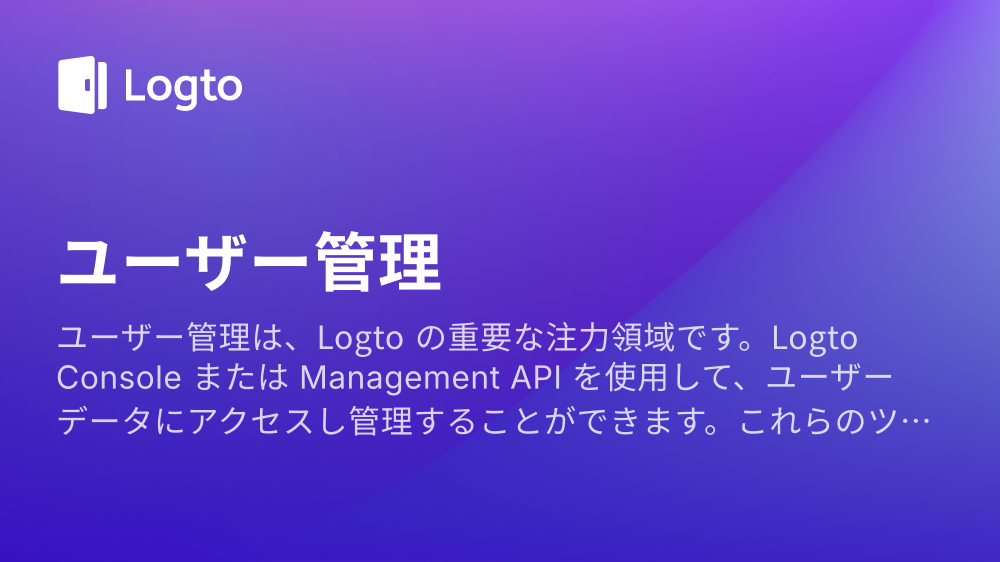 Logto
ユーザー管理
ユーザー管理は、Logto の重要な注力領域です。Logto
Console または Management API を使用して、ユーザー
データにアクセスし管理することができます。これらのツ…